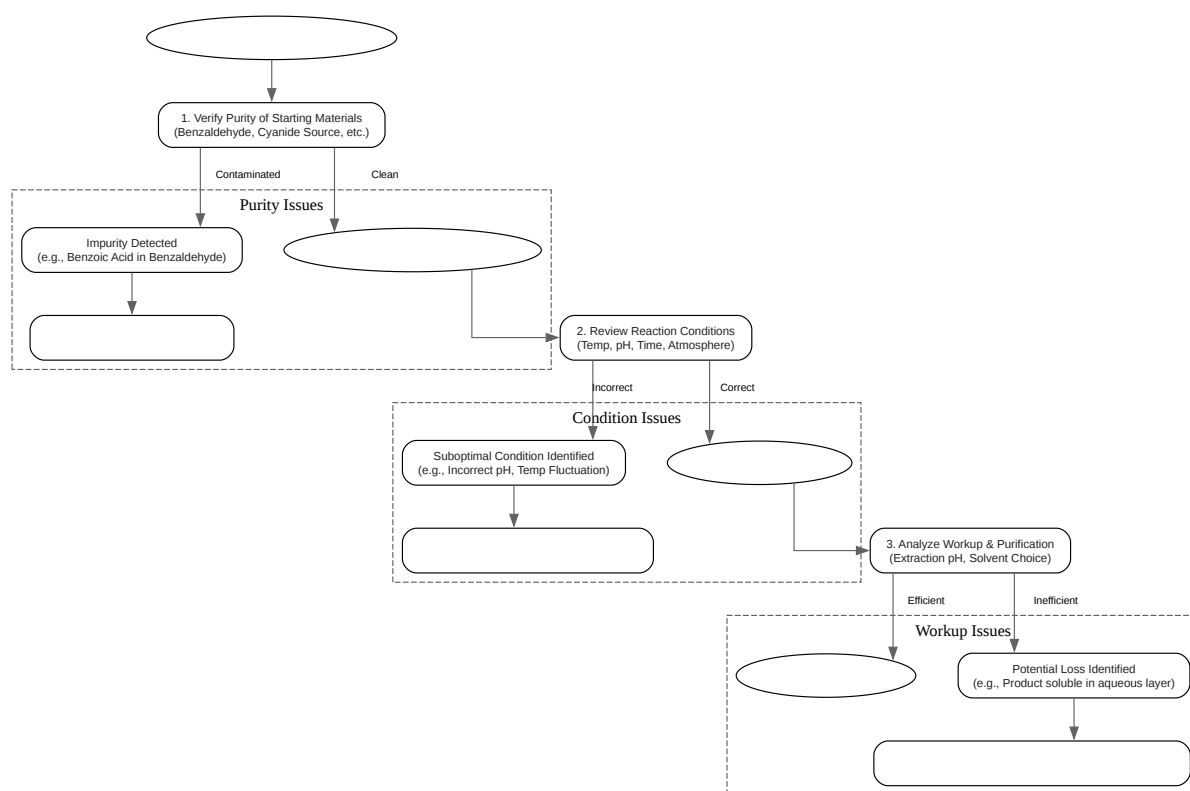 1. Verify Purity of Starting Materials
(Benzaldehyde, Cyanide Source, etc.)
Contaminated
Clean
Purity Issues
Impurity Detected
(e.g., Benzoic Acid in Benzaldehyde)
2. Review Reaction Conditions
(Temp, pH, Time, Atmosphere)
Incorrect
Correct
Condition Issues
Suboptimal Condition Identified
(e.g., Incorrect pH, Temp Fluctuation)
3. Analyze Workup & Purification
(Extraction pH, Solvent Choice)
Efficient
Inefficient
Workup Issues
Potential Loss Identified
(e.g., Product soluble in aqueous layer)